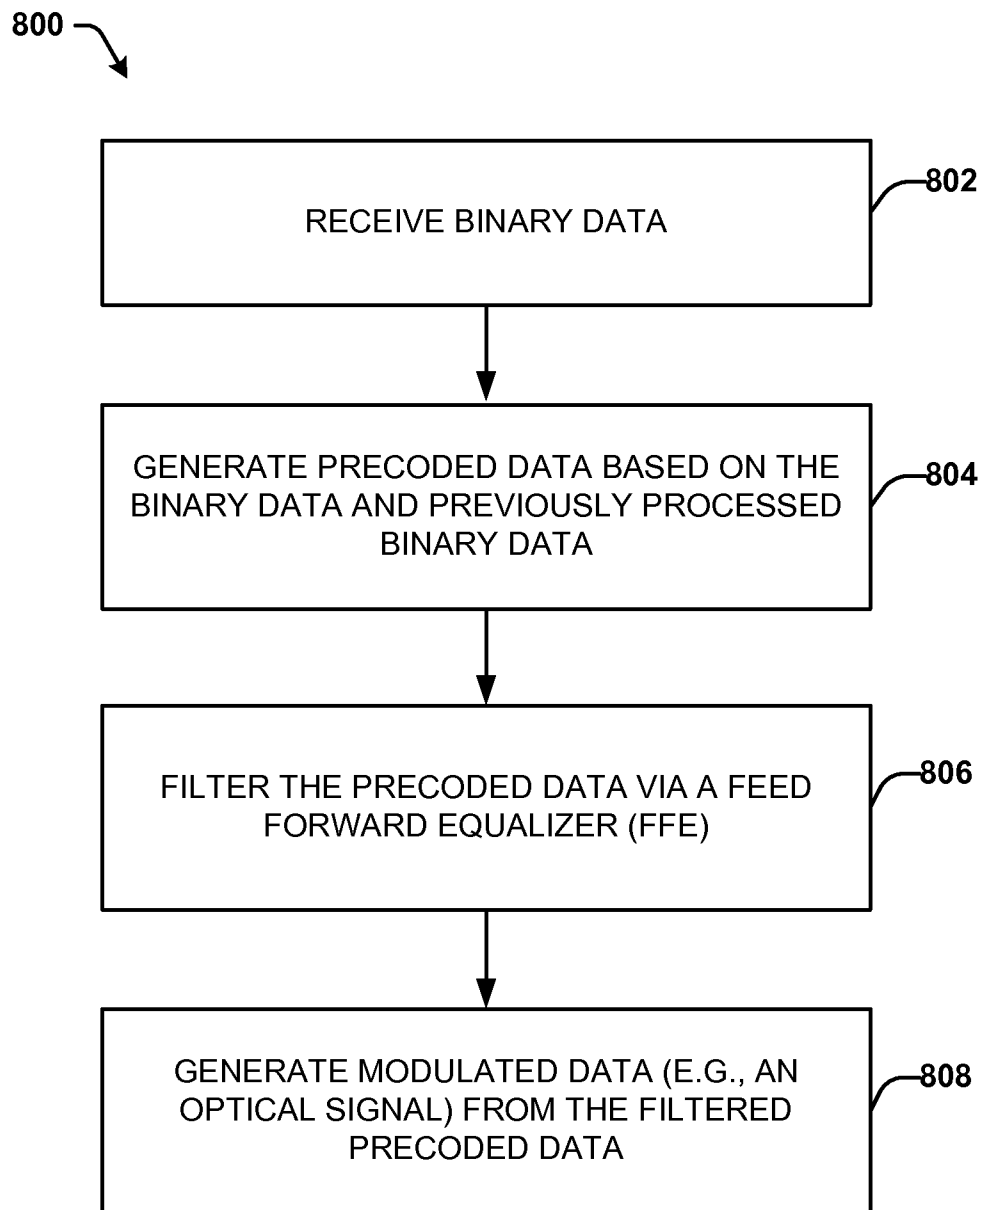 800
RECEIVE BINARY DATA
802
GENERATE PRECODED DATA BASED ON THE
BINARY DATA AND PREVIOUSLY PROCESSED
BINARY DATA
804
FILTER THE PRECODED DATA VIA A FEED
FORWARD EQUALIZER (FFE)
806
GENERATE MODULATED DATA (E.G., AN
OPTICAL SIGNAL) FROM THE FILTERED
PRECODED DATA
808